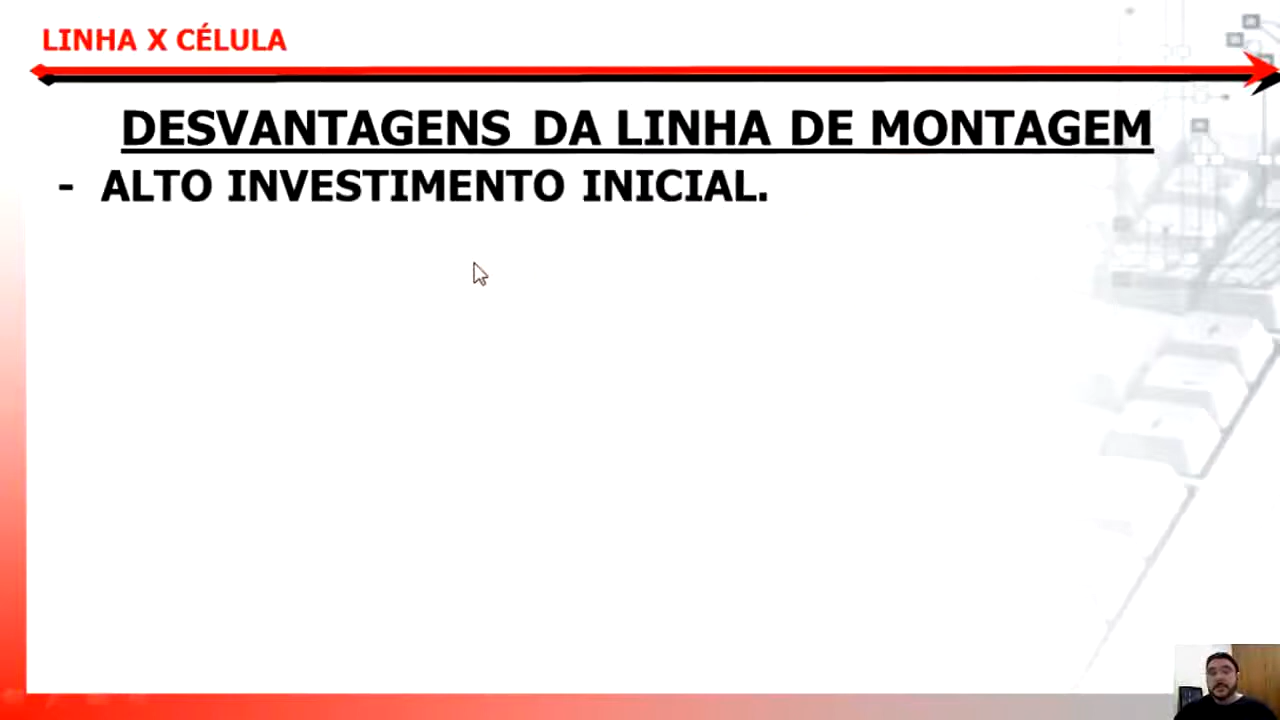 LINHA X CÉLULA
DESVANTAGENS DA LINHA DE MONTAGEM
- ALTO INVESTIMENTO INICIAL.